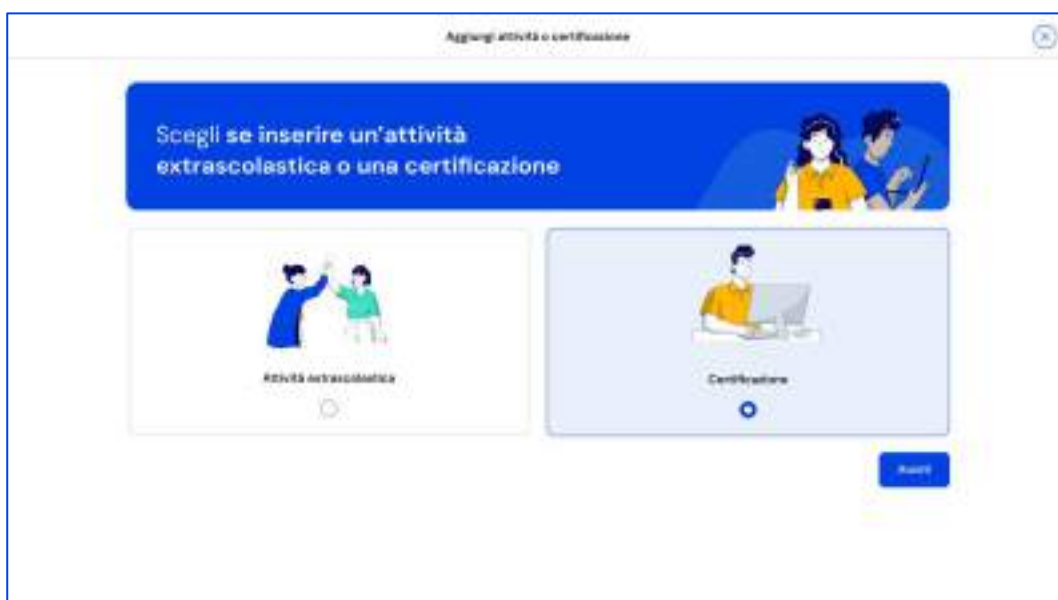 Aggiungi attività o certificazione
Scegli se inserire un'attività
extrascolastica o una certificazione
Attività extrascolastica
Certificazione
Avanti